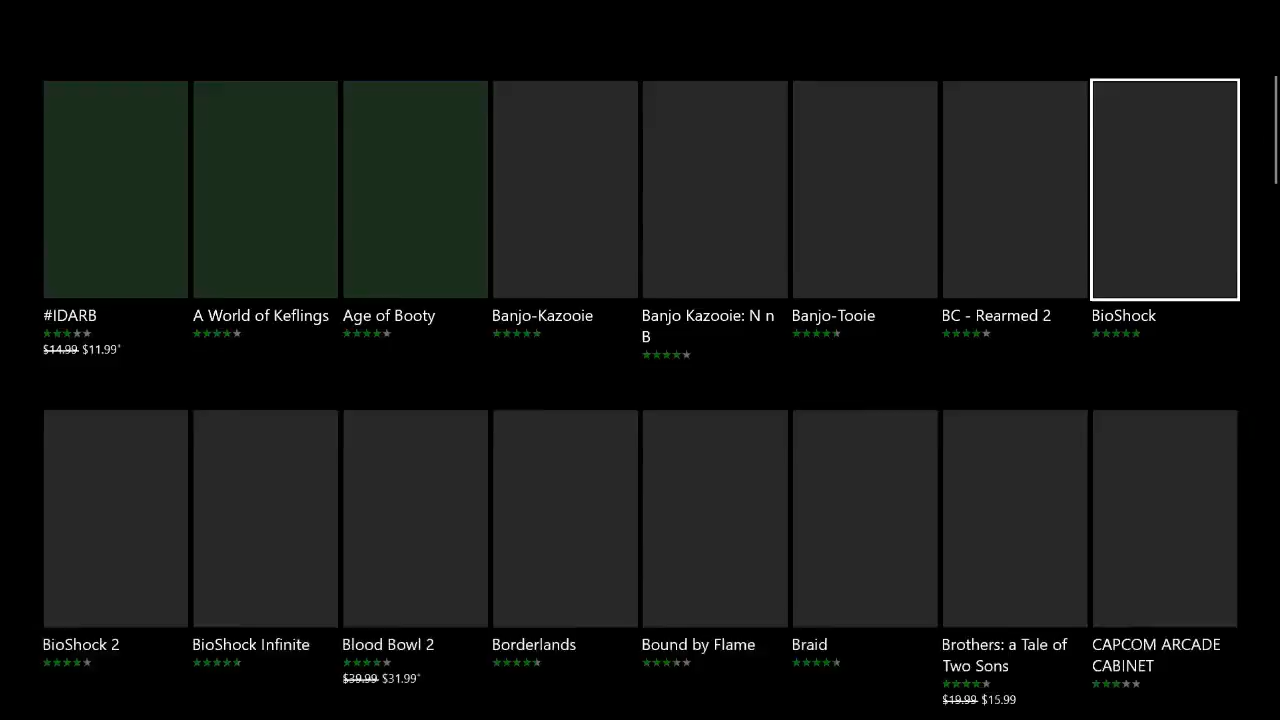 #IDARB
$14.99 $11.99*
A World of Keflings
Age of Booty
Banjo-Kazooie
Banjo Kazooie: N n
B
Banjo-Tooie
BC - Rearmed 2
BioShock
BioShock 2
BioShock Infinite
Blood Bowl 2
$39.99 $31.99*
Borderlands
Bound by Flame
Braid
Brothers: a Tale of
Two Sons
$19.99 $15.99
CAPCOM ARCADE
CABINET